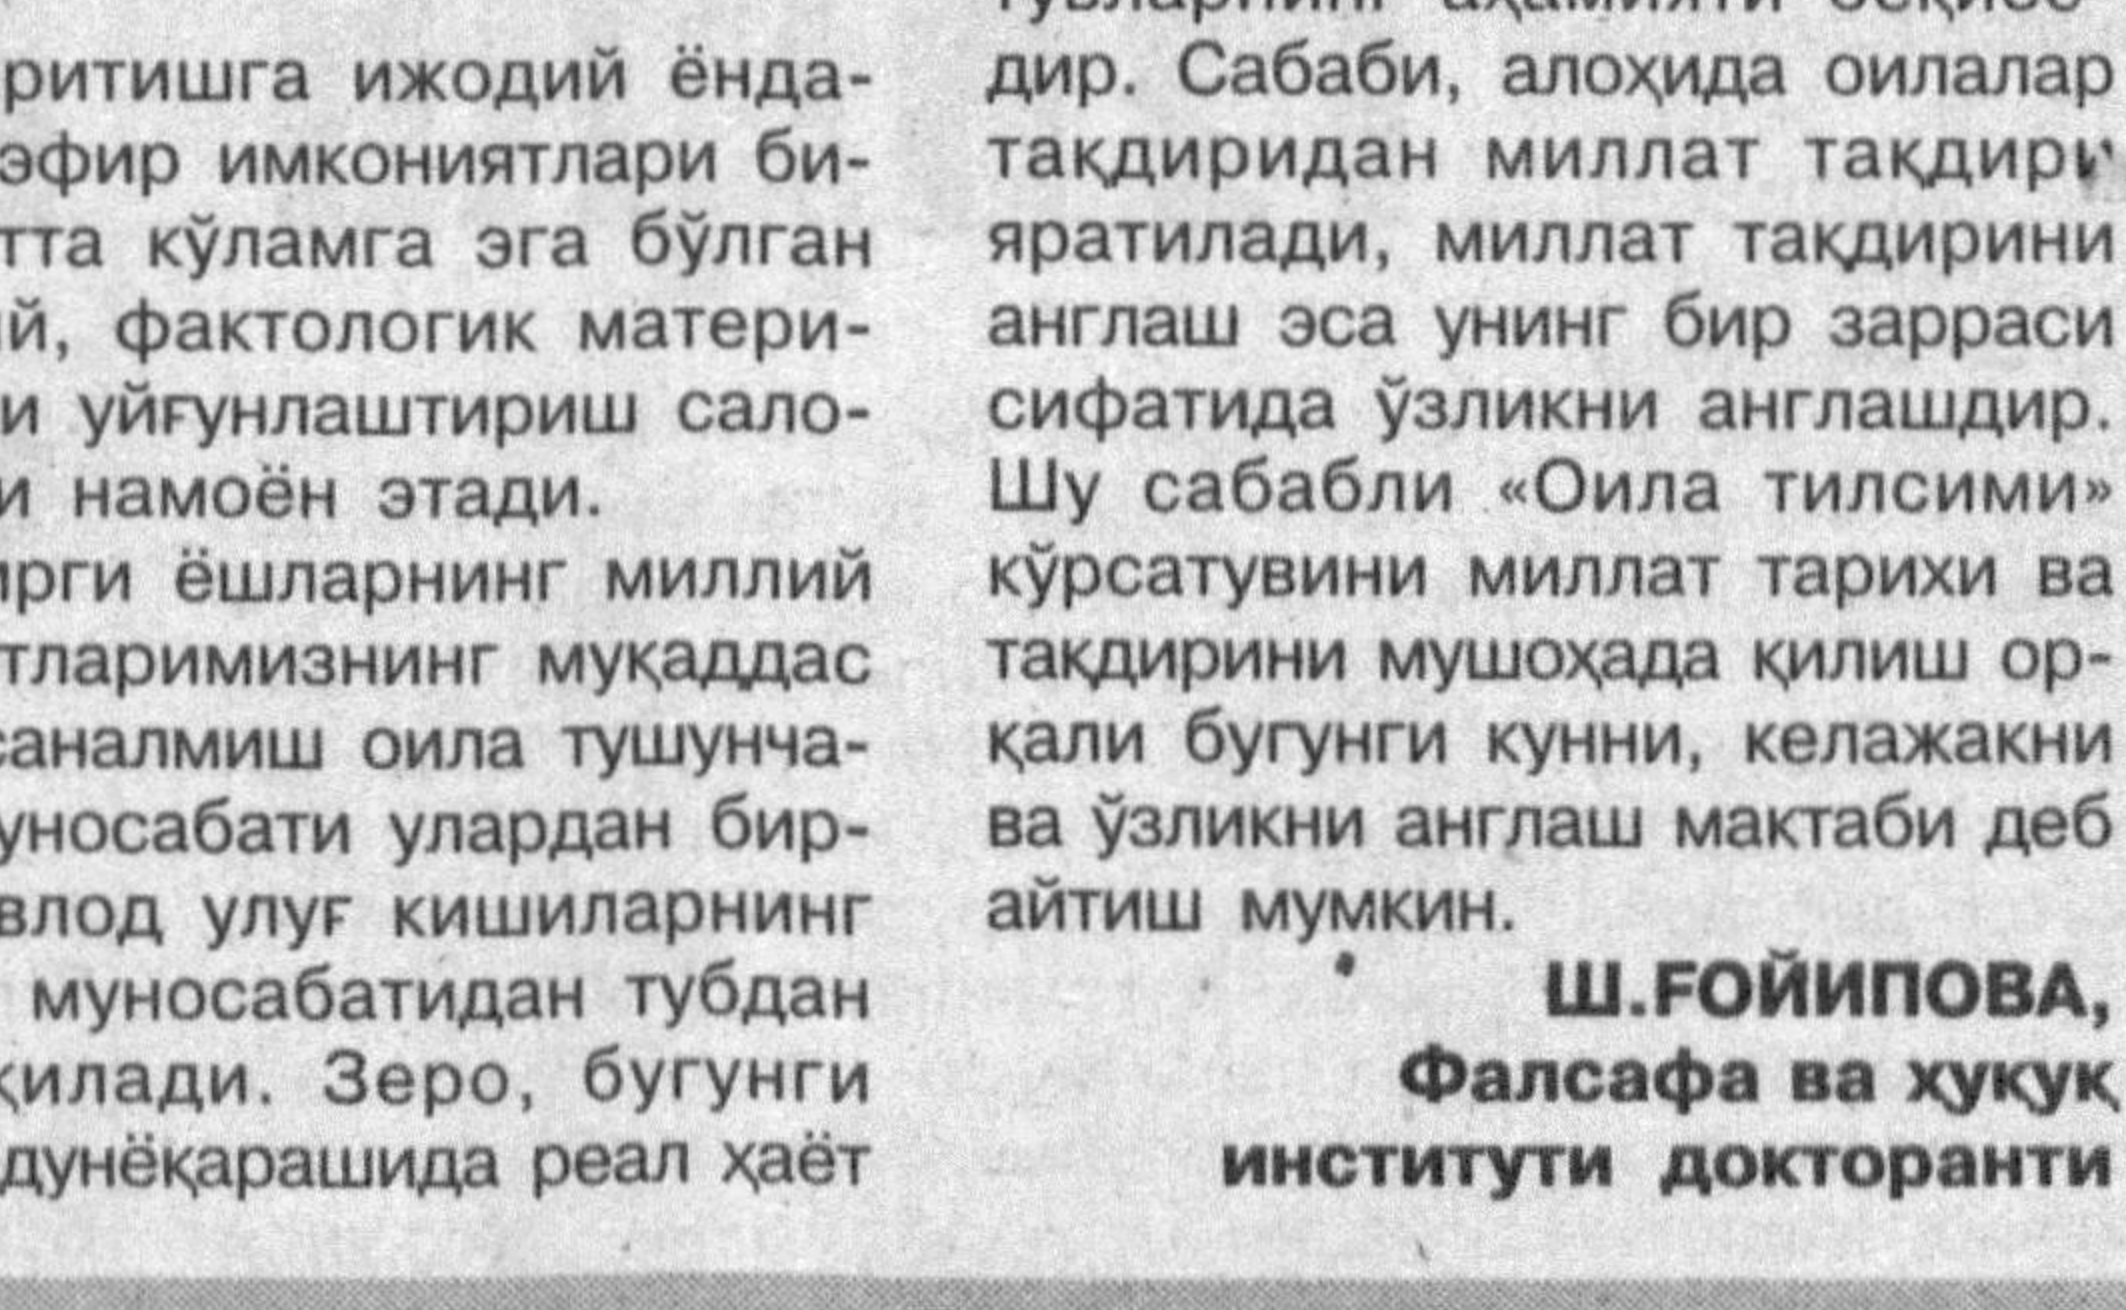 ритишга ижодий ёнда-
эфир имкониятлари би-
тта кўламга эга бўлган
й, фактологик матери-
и уйғунлаштириш сало-
и намоён этади.
ирги ёшларнинг миллий
тларимизнинг муқаддас
саналмиш оила тушунча-
уносабати улардан бир-
влод улуғ кишиларнинг
муносабатидан тубдан
қилади. Зеро, бугунги
дунёқарашида реал ҳаёт
дир. Сабаби, алоҳида оилалар
тақдиридан миллат тақдири
яратилади, миллат тақдирини
англаш эса унинг бир зарраси
сифатида ўзликни англашдир.
Шу сабабли «Оила тилсими»
кўрсатувини миллат тарихи ва
тақдирини мушоҳада қилиш ор-
қали бугунги кунни, келажакни
ва ўзликни англаш мактаби деб
айтиш мумкин.
Ш.ҒОЙИПОВА,
Фалсафа ва ҳуқуқ
институти докторанти